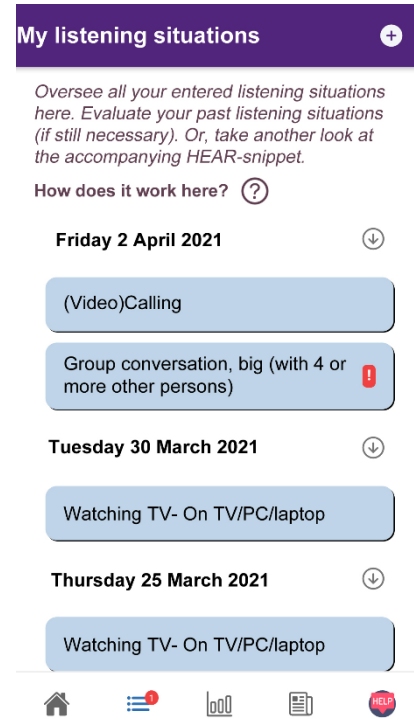 My listening situations
Oversee all your entered listening situations
here. Evaluate your past listening situations
(if still necessary). Or, take another look at
the accompanying HEAR-snippet.
How does it work here? ?
Friday 2 April 2021
(Video)Calling
Group conversation, big (with 4 or
more other persons)
!
Tuesday 30 March 2021
Watching TV- On TV/PC/laptop
Thursday 25 March 2021
Watching TV- On TV/PC/laptop
1
HELP